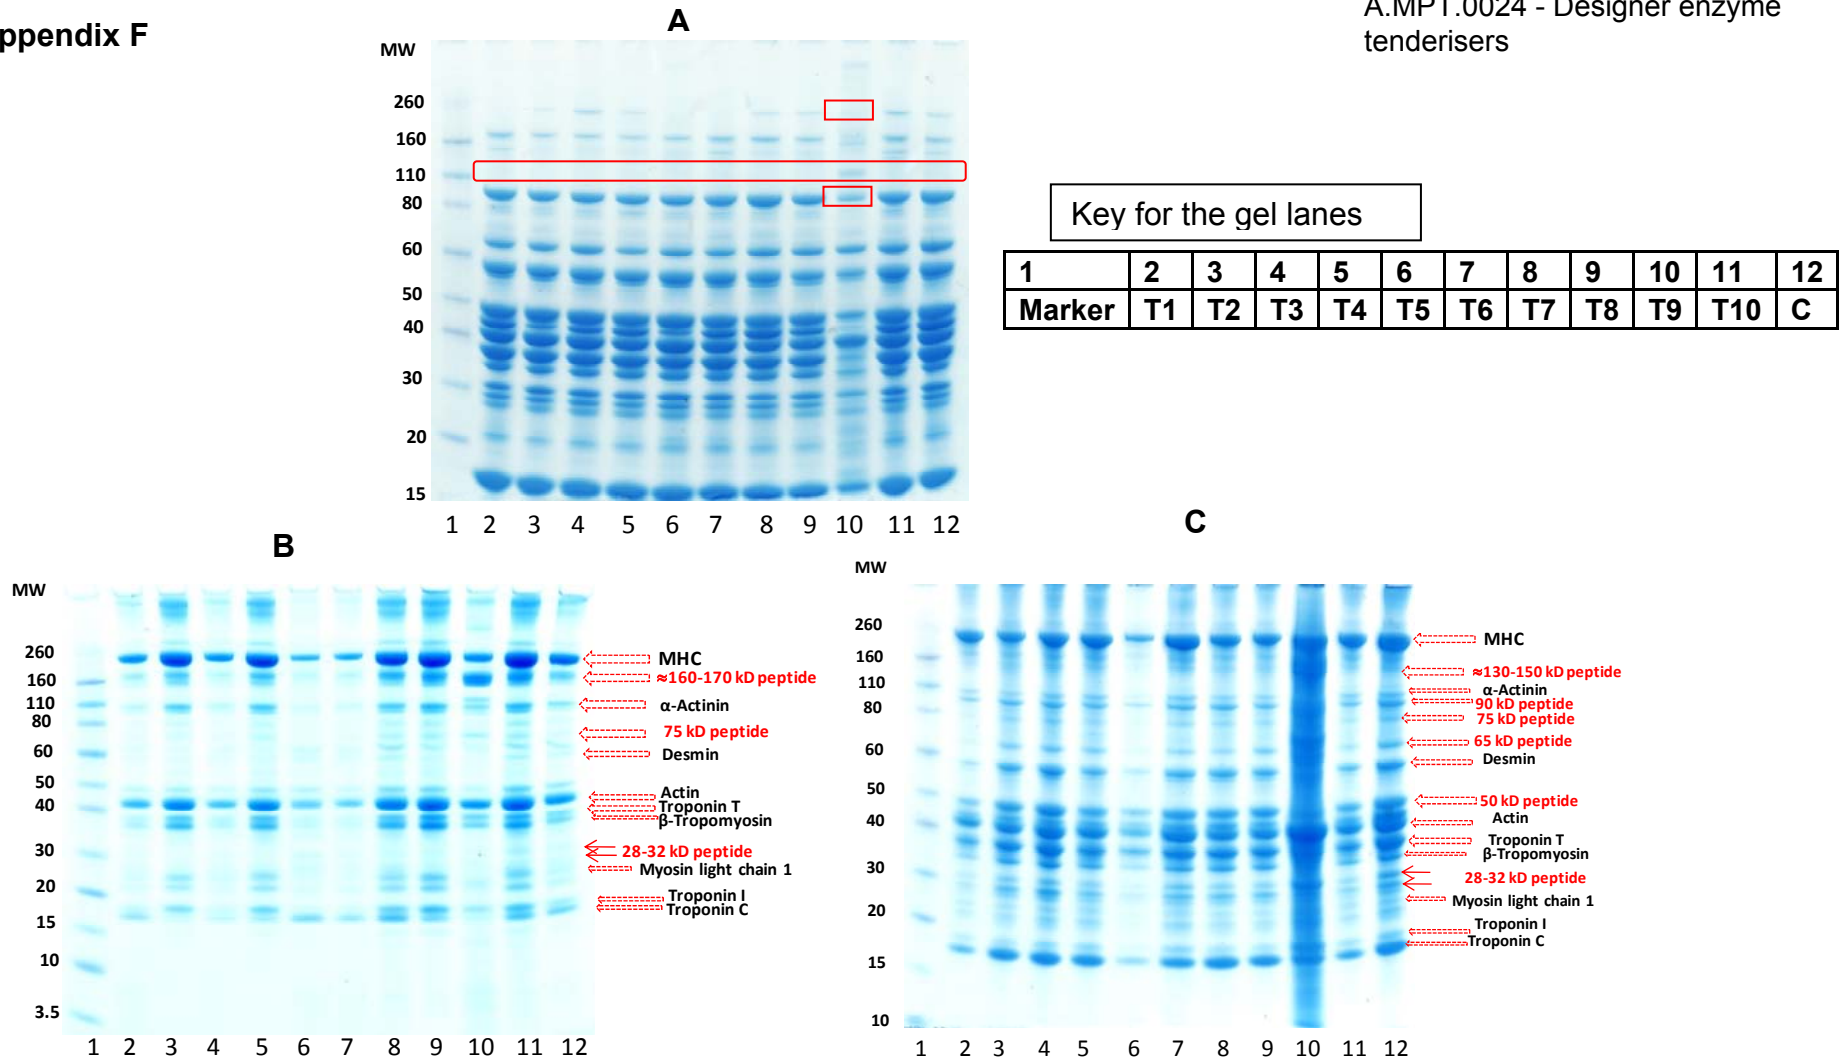 ppendix F
A.MPT.0024 - Designer enzyme
tenderisers
A
MW
260
160
110
80
60
50
40
30
20
15
1 2 3 4 5 6 7 8 9 10 11 12
Key for the gel lanes
1 2 3 4 5 6 7 8 9 10 11 12
Marker T1 T2 T3 T4 T5 T6 T7 T8 T9 T10 C
B
MW
260
160
110
80
60
50
40
30
20
15
10
3.5
MHC
≈160-170 kD peptide
α-Actinin
75 kD peptide
Desmin
Actin
Troponin T
β-Tropomyosin
28-32 kD peptide
Myosin light chain 1
Troponin I
Troponin C
1 2 3 4 5 6 7 8 9 10 11 12
C
MW
260
160
110
80
60
50
40
30
20
15
10
MHC
≈130-150 kD peptide
α-Actinin
90 kD peptide
75 kD peptide
65 kD peptide
Desmin
50 kD peptide
Actin
Troponin T
β-Tropomyosin
28-32 kD peptide
Myosin light chain 1
Troponin I
Troponin C
1 2 3 4 5 6 7 8 9 10 11 12